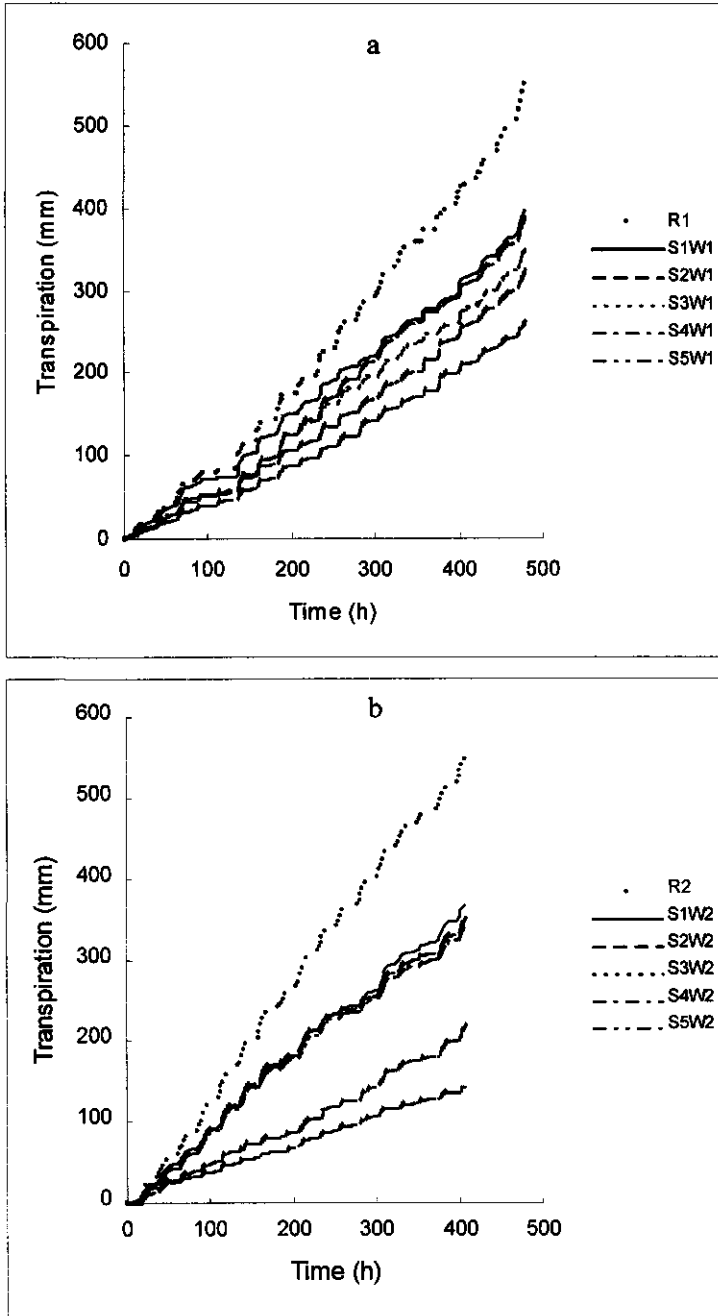 a
600
500
400
300
200
100
0
Transpiration (mm)
0 100 200 300 400 500
Time (h)
R1
S1W1
S2W1
S3W1
S4W1
S5W1
b
600
500
400
300
200
100
0
Transpiration (mm)
0 100 200 300 400 500
Time (h)
R2
S1W2
S2W2
S3W2
S4W2
S5W2